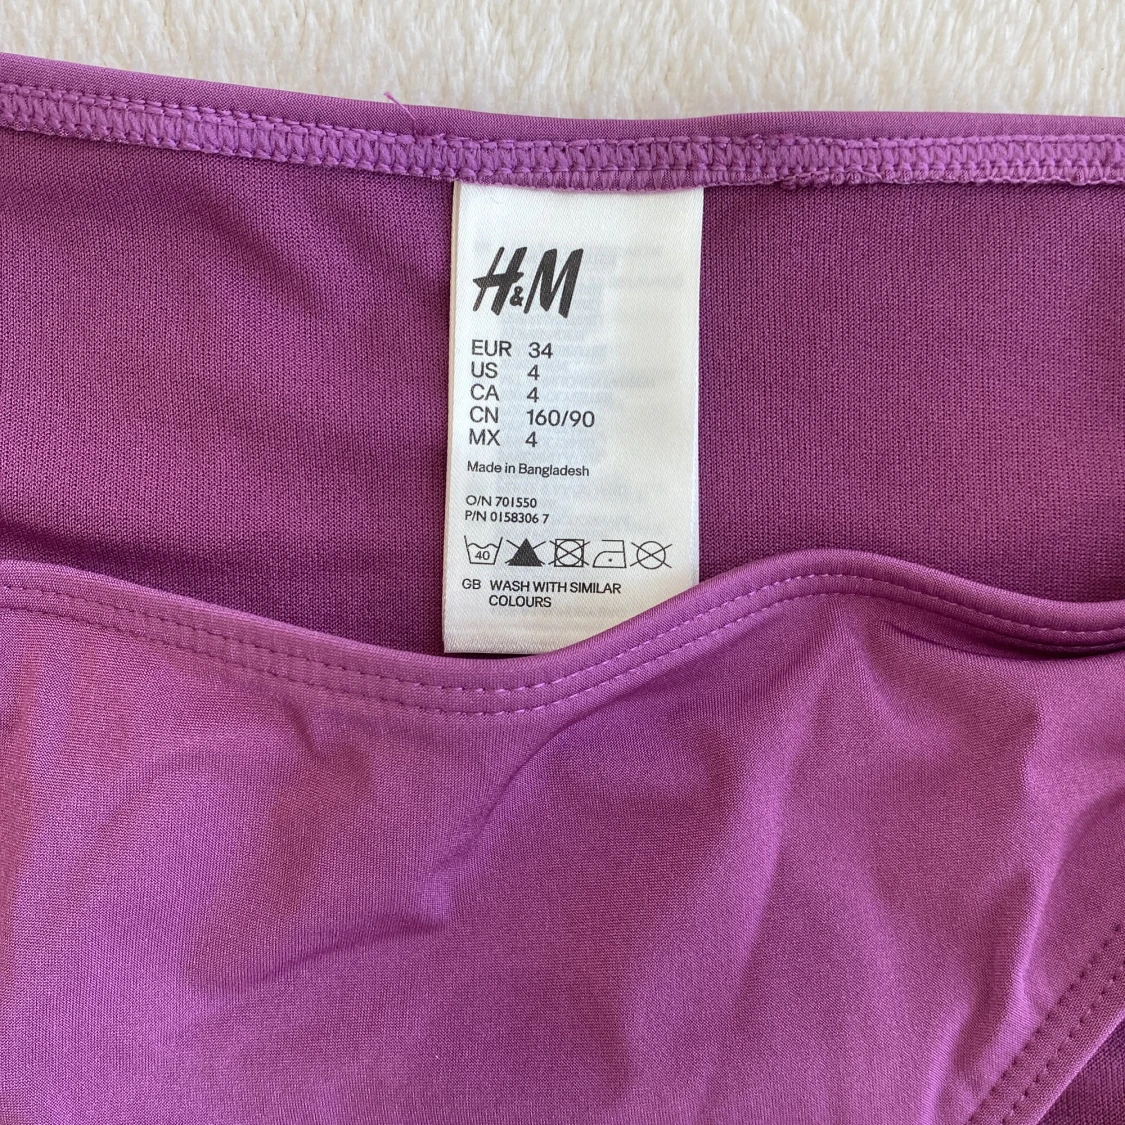 H&M
EUR 34
US 4
CA 4
CN 160/90
MX 4
Made in Bangladesh
O/N 701550
P/N 0158306 7
40
GB WASH WITH SIMILAR
COLOURS